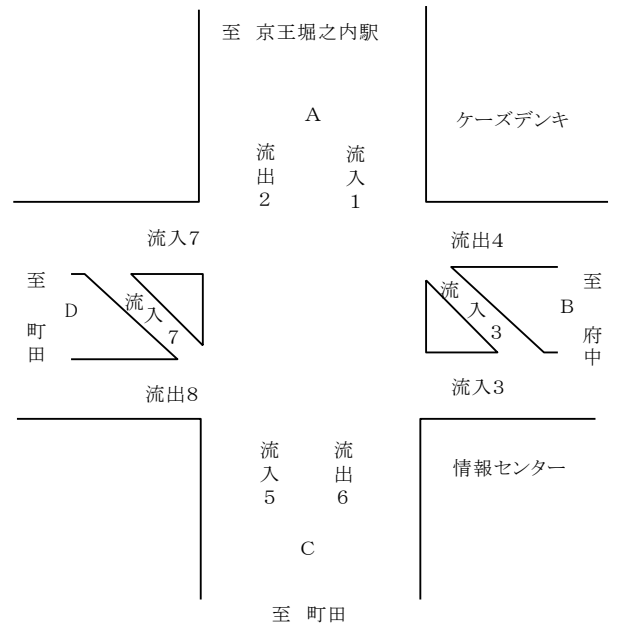 至 京王堀之内駅
A
ケーズデンキ
流出2
流入1
流入7
流出4
至 町田
D
流入7
流入3
B
至 府中
流出8
流入3
流入5
流出6
情報センター
C
至 町田